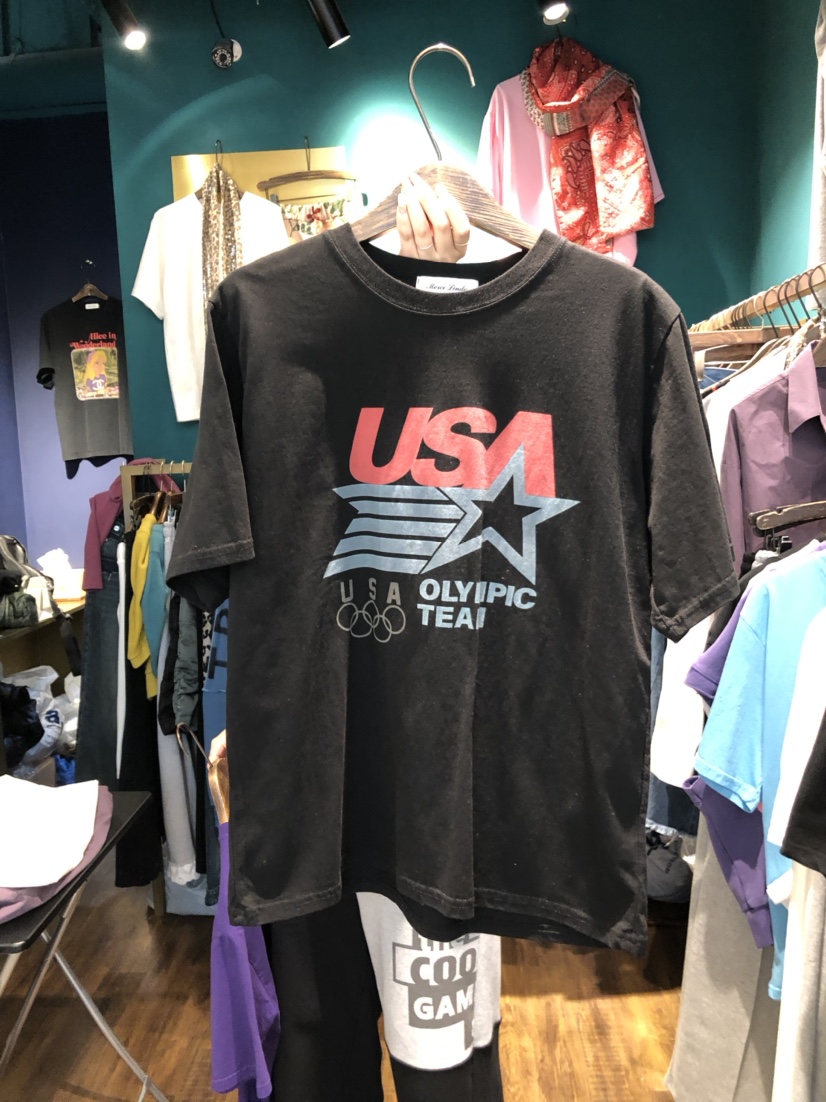 Alice in
Wonderland
USA
USA
OLYMPIC
TEAM
COO
GAM